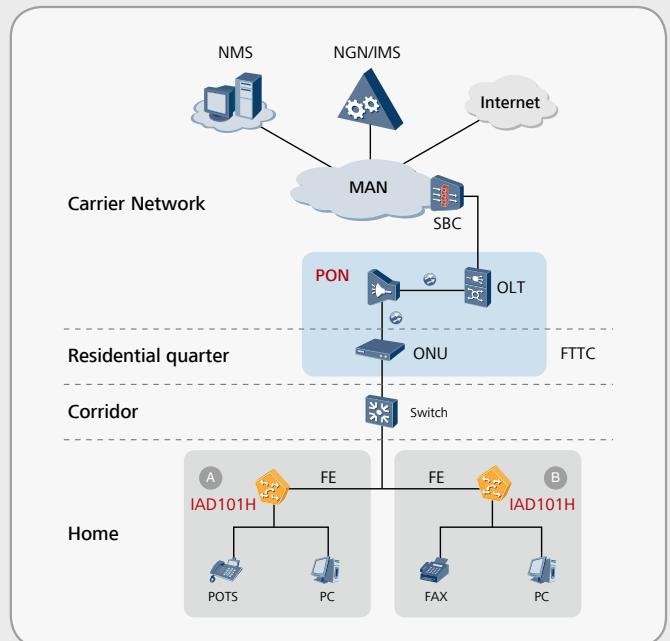 NMS
NGN/IMS
Internet
MAN
Carrier Network
SBC
PON
OLT
Residential quarter
ONU
FTTC
Corridor
Switch
A
FE
FE
B
IAD101H
IAD101H
Home
POTS
PC
FAX
PC